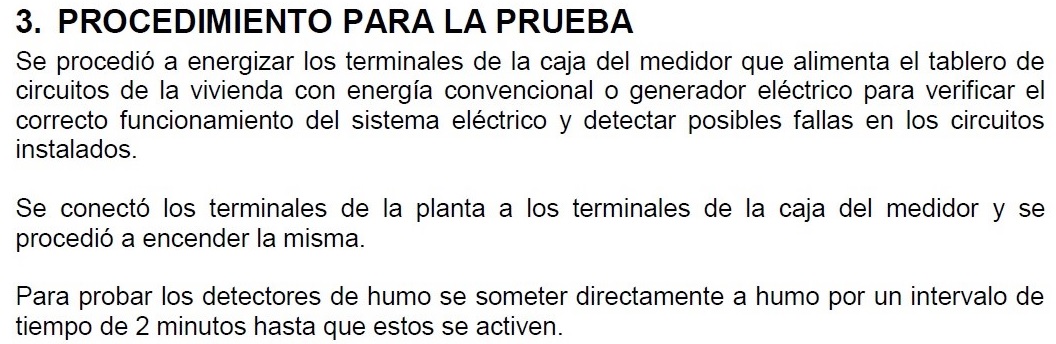 3. PROCEDIMIENTO PARA LA PRUEBA
Se procedió a energizar los terminales de la caja del medidor que alimenta el tablero de
circuitos de la vivienda con energía convencional o generador eléctrico para verificar el
correcto funcionamiento del sistema eléctrico y detectar posibles fallas en los circuitos
instalados.
Se conectó los terminales de la planta a los terminales de la caja del medidor y se
procedió a encender la misma.
Para probar los detectores de humo se someter directamente a humo por un intervalo de
tiempo de 2 minutos hasta que estos se activen.